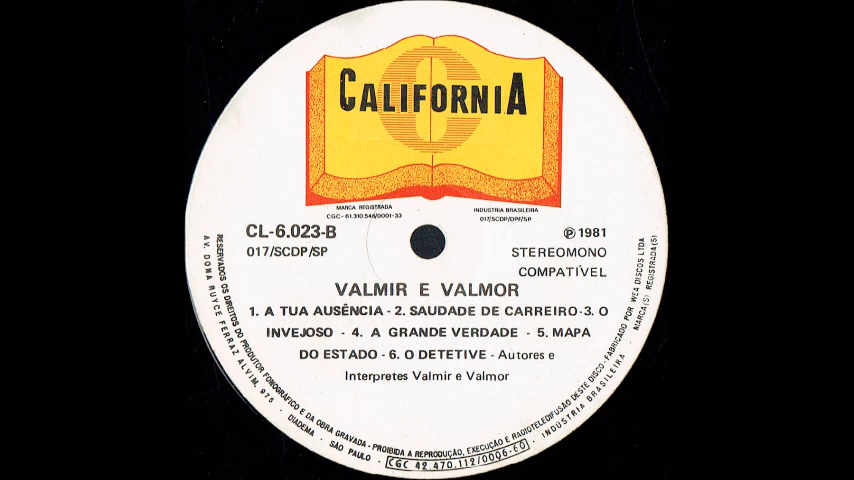 CALIFORNIA
MARCA REGISTRADA
CGC - 61.310.546/0001-33
INDUSTRIA BRASILEIRA
017/SCDP/DPF/SP
CL-6.023-B
017/SCDP/SP
℗ 1981
STEREOMONO
COMPATÍVEL
VALMIR E VALMOR
1. A TUA AUSÊNCIA - 2. SAUDADE DE CARREIRO - 3. O
INVEJOSO - 4. A GRANDE VERDADE - 5. MAPA
DO ESTADO - 6. O DETETIVE - Autores e
Interpretes Valmir e Valmor
RESERVADOS OS DIREITOS DO PRODUTOR FONOGRÁFICO E DA OBRA GRAVADA - PROIBIDA A REPRODUÇÃO, EXECUÇÃO E RADIOTELEDIFUSÃO DESTE DISCO - FABRICADO POR WEA DISCOS LTDA
AV. DONA RUYCE FERRAZ ALVIM, 975 - DIADEMA - SÃO PAULO - CGC 42.470.112/0006-60 - INDÚSTRIA BRASILEIRA - MARCA(S) REGISTRADA(S)